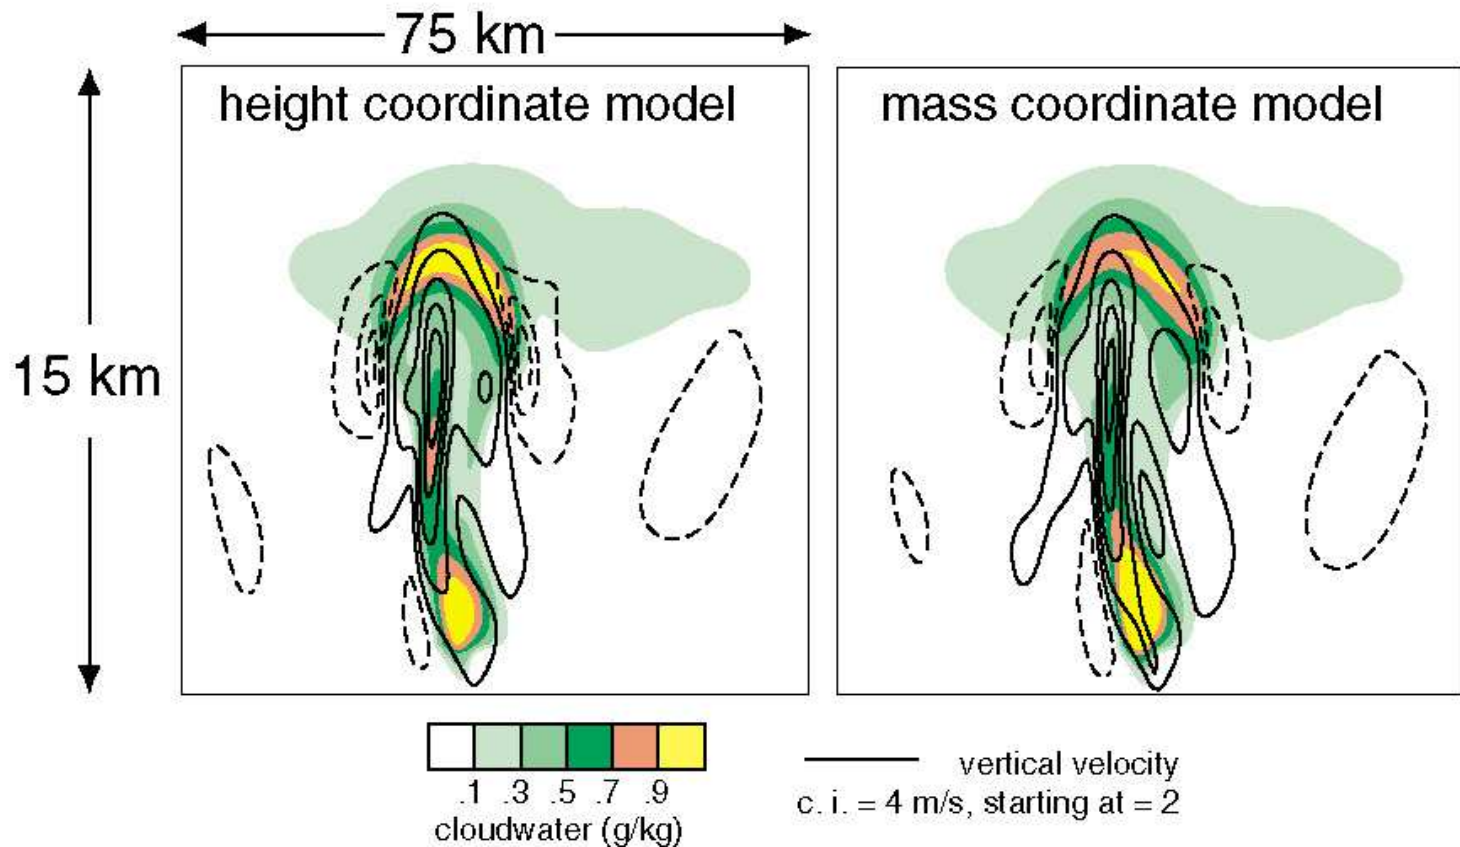 75 km
height coordinate model
mass coordinate model
15 km
.1 .3 .5 .7 .9
cloudwater (g/kg)
vertical velocity
c. i. = 4 m/s, starting at = 2